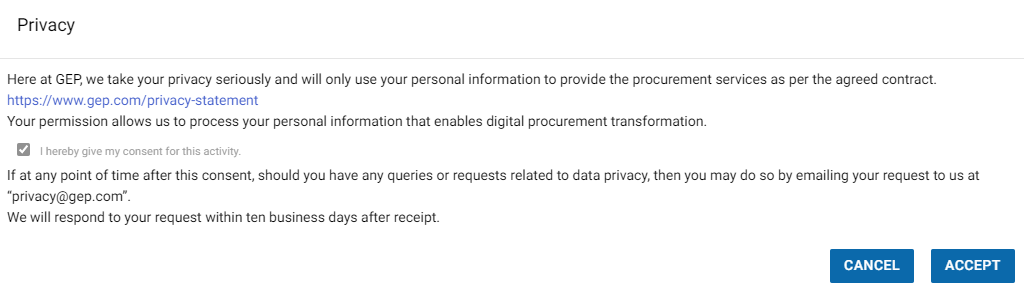 Privacy
Here at GEP, we take your privacy seriously and will only use your personal information to provide the procurement services as per the agreed contract.
https://www.gep.com/privacy-statement
Your permission allows us to process your personal information that enables digital procurement transformation.
I hereby give my consent for this activity.
If at any point of time after this consent, should you have any queries or requests related to data privacy, then you may do so by emailing your request to us at
“privacy@gep.com”.
We will respond to your request within ten business days after receipt.
CANCEL ACCEPT